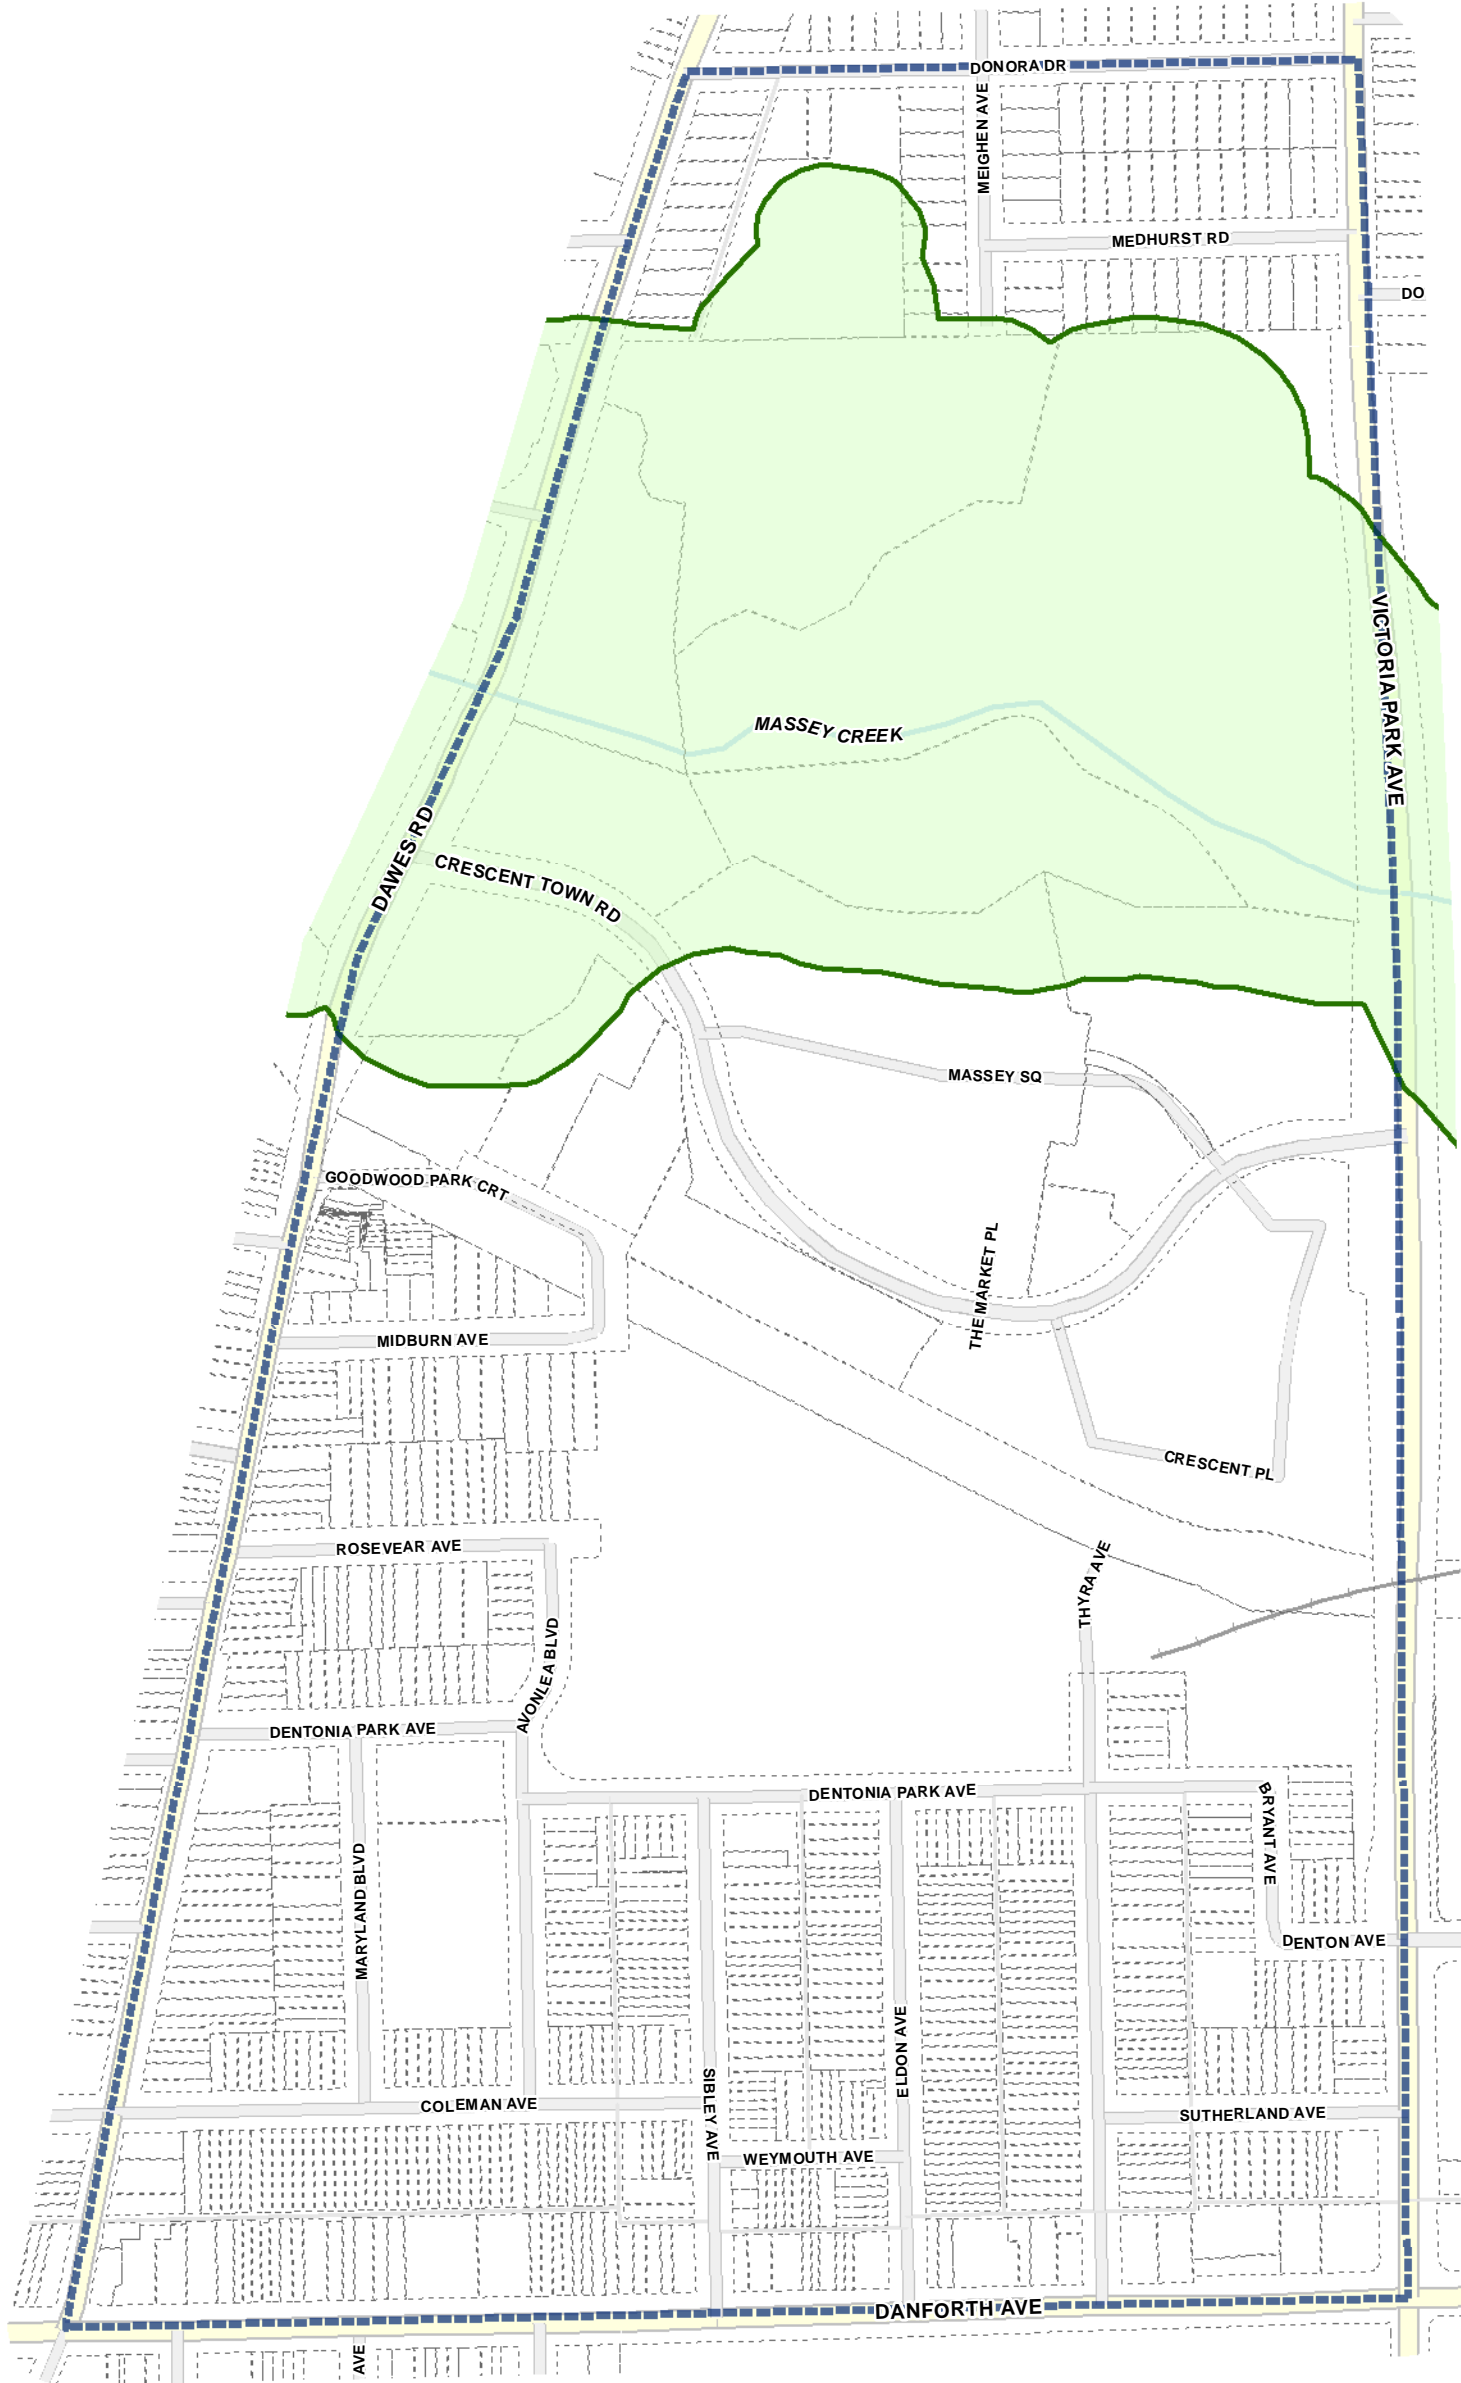 DONORA DR
MEIGHEN AVE
MEDHURST RD
DO
VICTORIA PARK AVE
MASSEY CREEK
DAWES RD
CRESCENT TOWN RD
MASSEY SQ
GOODWOOD PARK CRT
THE MARKET PL
MIDBURN AVE
CRESCENT PL
ROSEVEAR AVE
THYRA AVE
AVONLEA BLVD
DENTONIA PARK AVE
DENTONIA PARK AVE
BRYANT AVE
MARYLAND BLVD
DENTON AVE
ELDON AVE
SIBLEY AVE
COLEMAN AVE
SUTHERLAND AVE
WEYMOUTH AVE
DANFORTH AVE
AVE